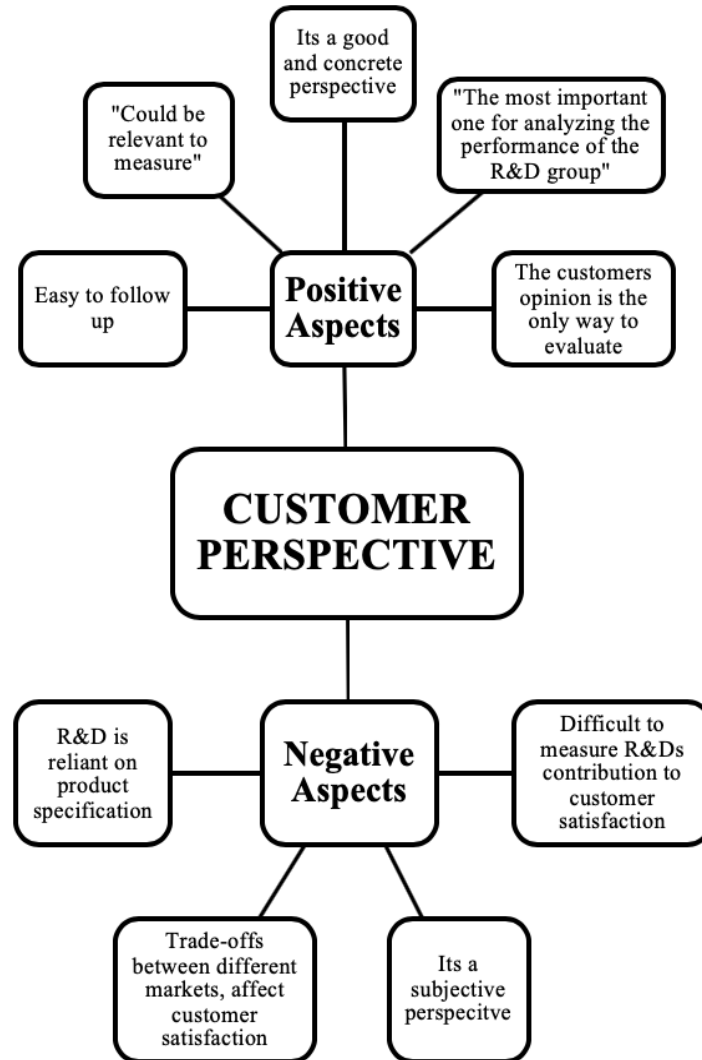 Its a good
and concrete
perspective
"Could be
relevant to
measure"
"The most important
one for analyzing the
performance of the
R&D group"
Easy to follow
up
Positive
Aspects
The customers
opinion is the
only way to
evaluate
CUSTOMER
PERSPECTIVE
R&D is
reliant on
product
specification
Negative
Aspects
Difficult to
measure R&Ds
contribution to
customer
satisfaction
Trade-offs
between different
markets, affect
customer
satisfaction
Its a
subjective
perspecitve